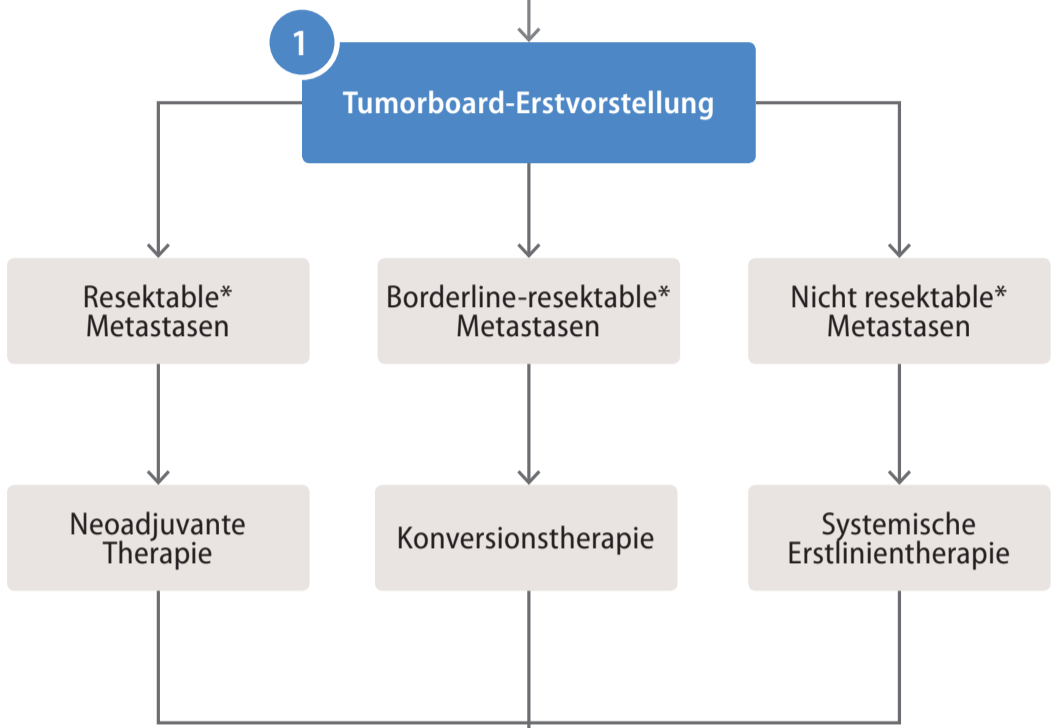 1
Tumorboard-Erstvorstellung
Resektable*
Metastasen
Borderline-resektable*
Metastasen
Nicht resektable*
Metastasen
Neoadjuvante
Therapie
Konversionstherapie
Systemische
Erstlinientherapie